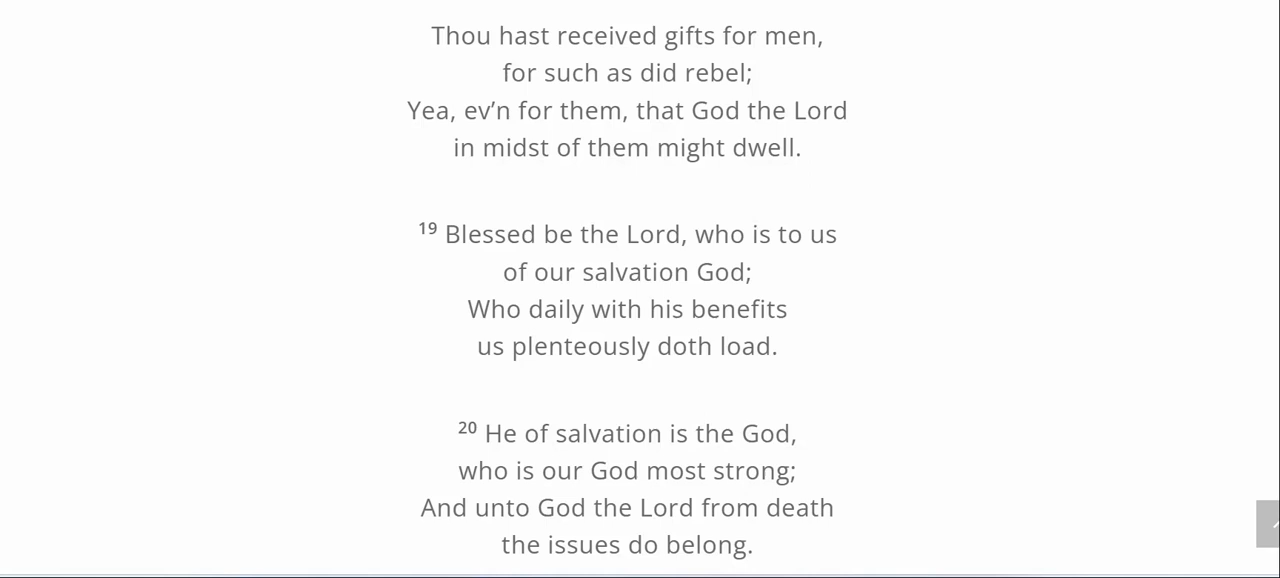 Thou hast received gifts for men,
for such as did rebel;
Yea, ev’n for them, that God the Lord
in midst of them might dwell.
19 Blessed be the Lord, who is to us
of our salvation God;
Who daily with his benefits
us plenteously doth load.
20 He of salvation is the God,
who is our God most strong;
And unto God the Lord from death
the issues do belong.